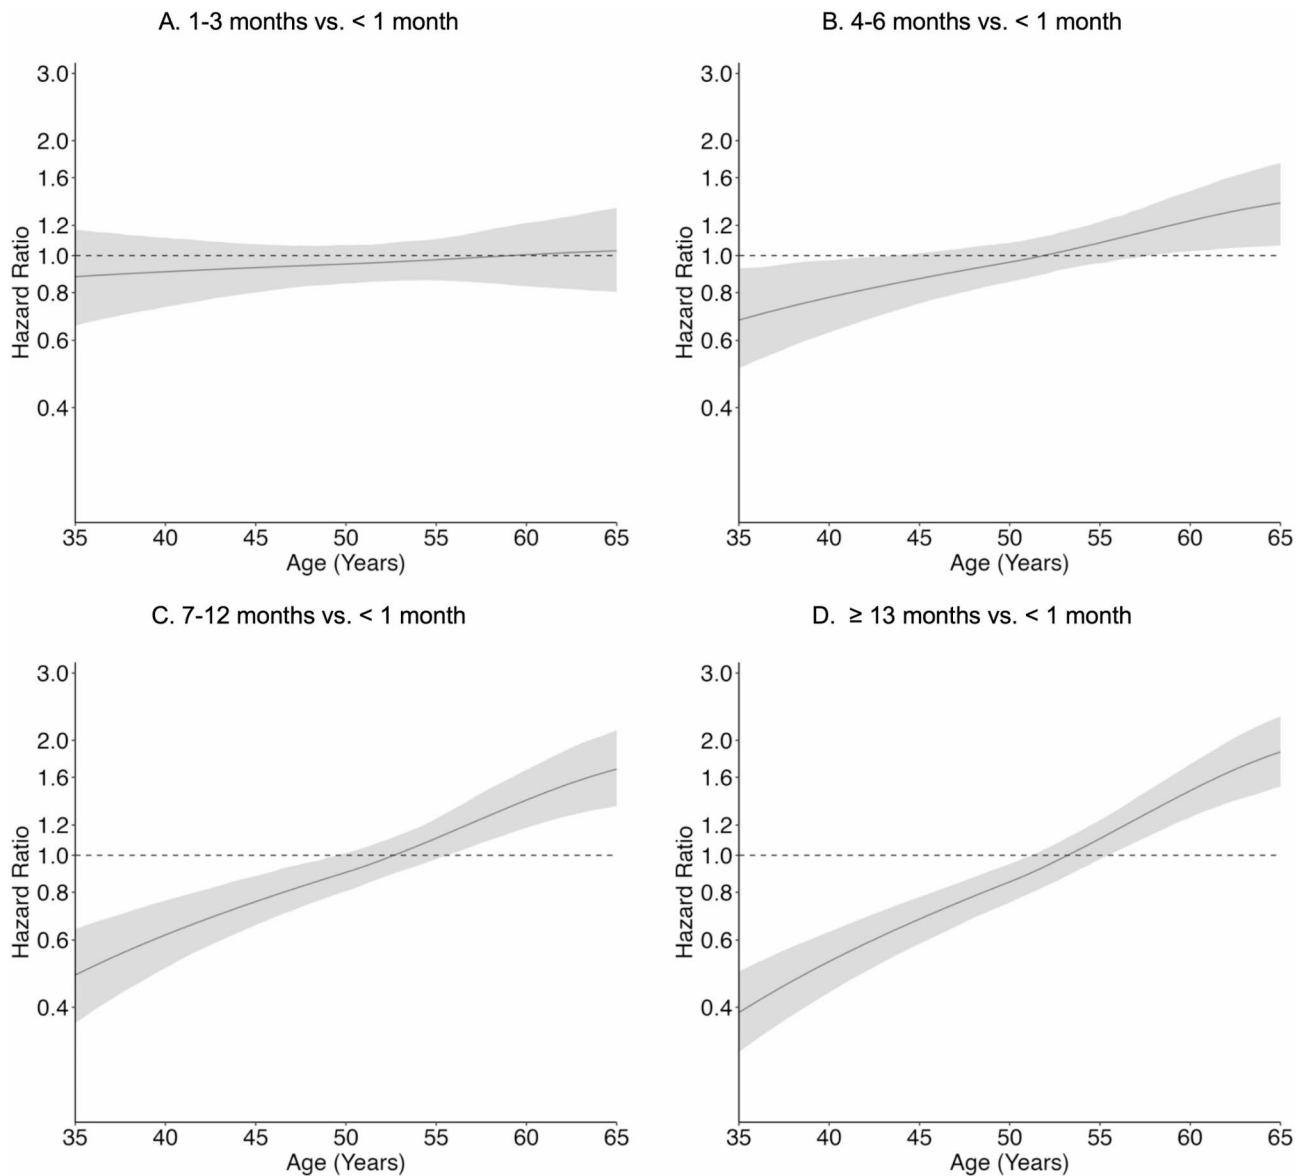 A. 1-3 months vs. < 1 month
B. 4-6 months vs. < 1 month
3.0
2.0
1.6
1.2
1.0
0.8
0.6
0.4
Hazard Ratio
35 40 45 50 55 60 65
Age (Years)
3.0
2.0
1.6
1.2
1.0
0.8
0.6
0.4
Hazard Ratio
35 40 45 50 55 60 65
Age (Years)
C. 7-12 months vs. < 1 month
D. ≥ 13 months vs. < 1 month
3.0
2.0
1.6
1.2
1.0
0.8
0.6
0.4
Hazard Ratio
35 40 45 50 55 60 65
Age (Years)
3.0
2.0
1.6
1.2
1.0
0.8
0.6
0.4
Hazard Ratio
35 40 45 50 55 60 65
Age (Years)